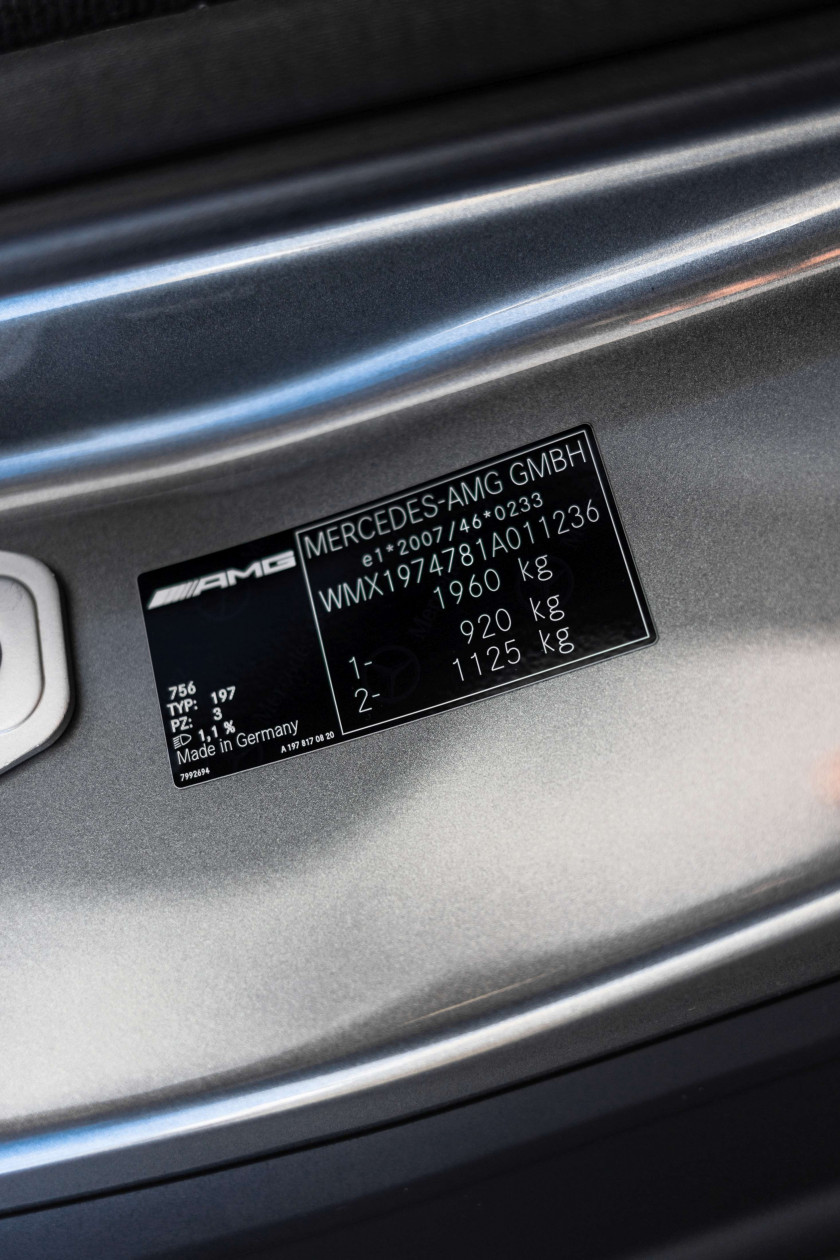 AMG
756
TYP: 197
PZ: 3
1,1 %
Made in Germany
A 197 817 08 20
7992694
MERCEDES-AMG GMBH
e1*2007/46*0233
WMX1974781A011236
1960 kg
1- 920 kg
2- 1125 kg